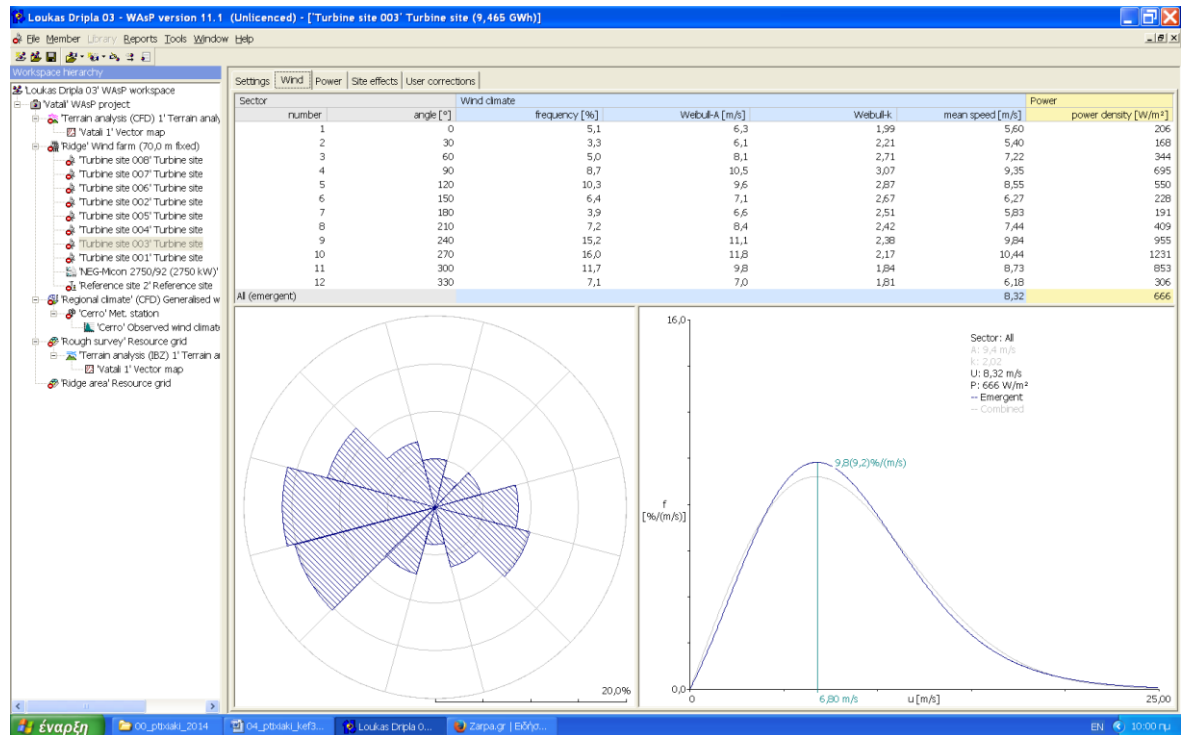 Loukas Dripla 03 - WAsP version 11.1 (Unlicenced) - ['Turbine site 003' Turbine site (9,465 GWh)]
File Member Library Reports Tools Window Help
Workspace hierarchy
'Loukas Dripla 03' WAsP workspace
'Vatali' WAsP project
'Terrain analysis (CFD) 1' Terrain analy
'Vatali 1' Vector map
'Ridge' Wind farm (70,0 m fixed)
'Turbine site 008' Turbine site
'Turbine site 007' Turbine site
'Turbine site 006' Turbine site
'Turbine site 002' Turbine site
'Turbine site 005' Turbine site
'Turbine site 004' Turbine site
'Turbine site 003' Turbine site
'Turbine site 001' Turbine site
'NEG-Micon 2750/92 (2750 kW)'
'Reference site 2' Reference site
'Regional climate' (CFD) Generalised w
'Cerro' Met. station
'Cerro' Observed wind climate
'Rough survey' Resource grid
'Terrain analysis (IBZ) 1' Terrain a
'Vatali 1' Vector map
'Ridge area' Resource grid
Settings Wind Power Site effects User corrections
Sector Wind climate Power
number angle [°] frequency [%] Weibull-A [m/s] Weibull-k mean speed [m/s] power density [W/m²]
1 0 5,1 6,3 1,99 5,60 206
2 30 3,3 6,1 2,21 5,40 168
3 60 5,0 8,1 2,71 7,22 344
4 90 8,7 10,5 3,07 9,35 695
5 120 10,3 9,6 2,87 8,55 550
6 150 6,4 7,1 2,67 6,27 228
7 180 3,9 6,6 2,51 5,83 191
8 210 7,2 8,4 2,42 7,44 409
9 240 15,2 11,1 2,38 9,84 955
10 270 16,0 11,8 2,17 10,44 1231
11 300 11,7 9,8 1,84 8,73 853
12 330 7,1 7,0 1,81 6,18 306
All (emergent) 8,32 666
20,0%
16,0
Sector: All
A: 9,4 m/s
k: 2,02
U: 8,32 m/s
P: 666 W/m²
-- Emergent
-- Combined
9,8(9,2)%/(m/s)
f
[%/(m/s)]
0,0
0 6,80 m/s u [m/s] 25,00
έναρξη 00_ptixiaki_2014 04_ptixiaki_kef3... Loukas Dripla 0... Zarpa.gr | Ειδήσ... EN 10:00 πμ